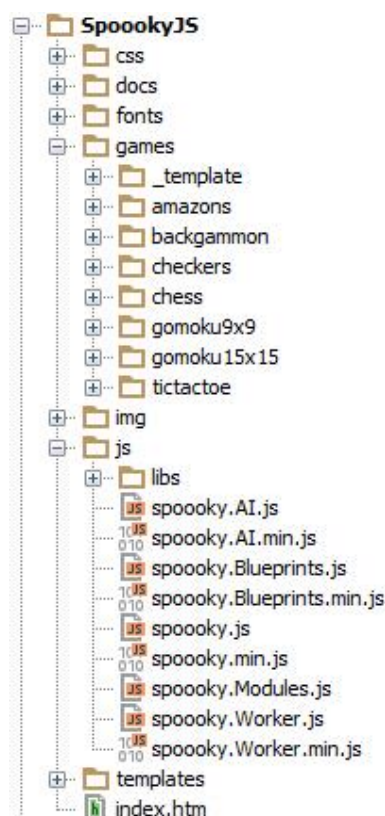 SpoookyJS
css
docs
fonts
games
_template
amazons
backgammon
checkers
chess
gomoku9x9
gomoku15x15
tictactoe
img
js
libs
spoooky.AI.js
spoooky.AI.min.js
spoooky.Blueprints.js
spoooky.Blueprints.min.js
spoooky.js
spoooky.min.js
spoooky.Modules.js
spoooky.Worker.js
spoooky.Worker.min.js
templates
index.htm